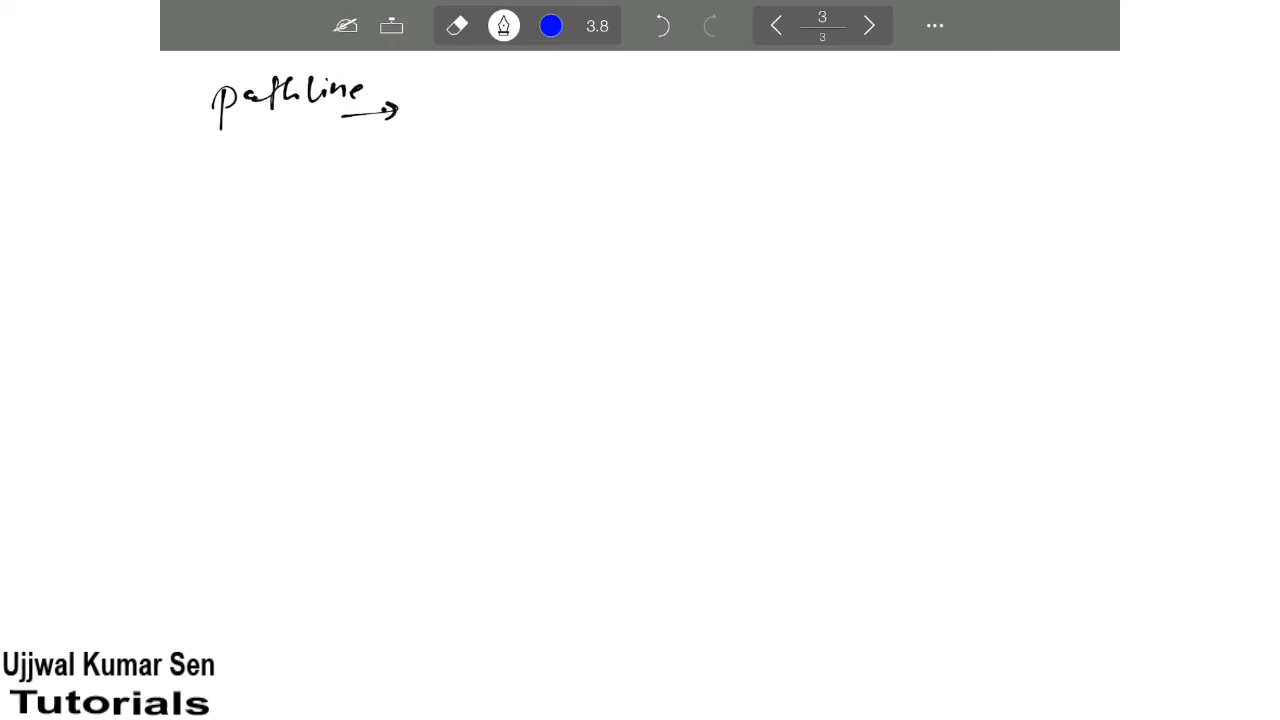 3.8
3
3
pathline →
Ujjwal Kumar Sen
Tutorials